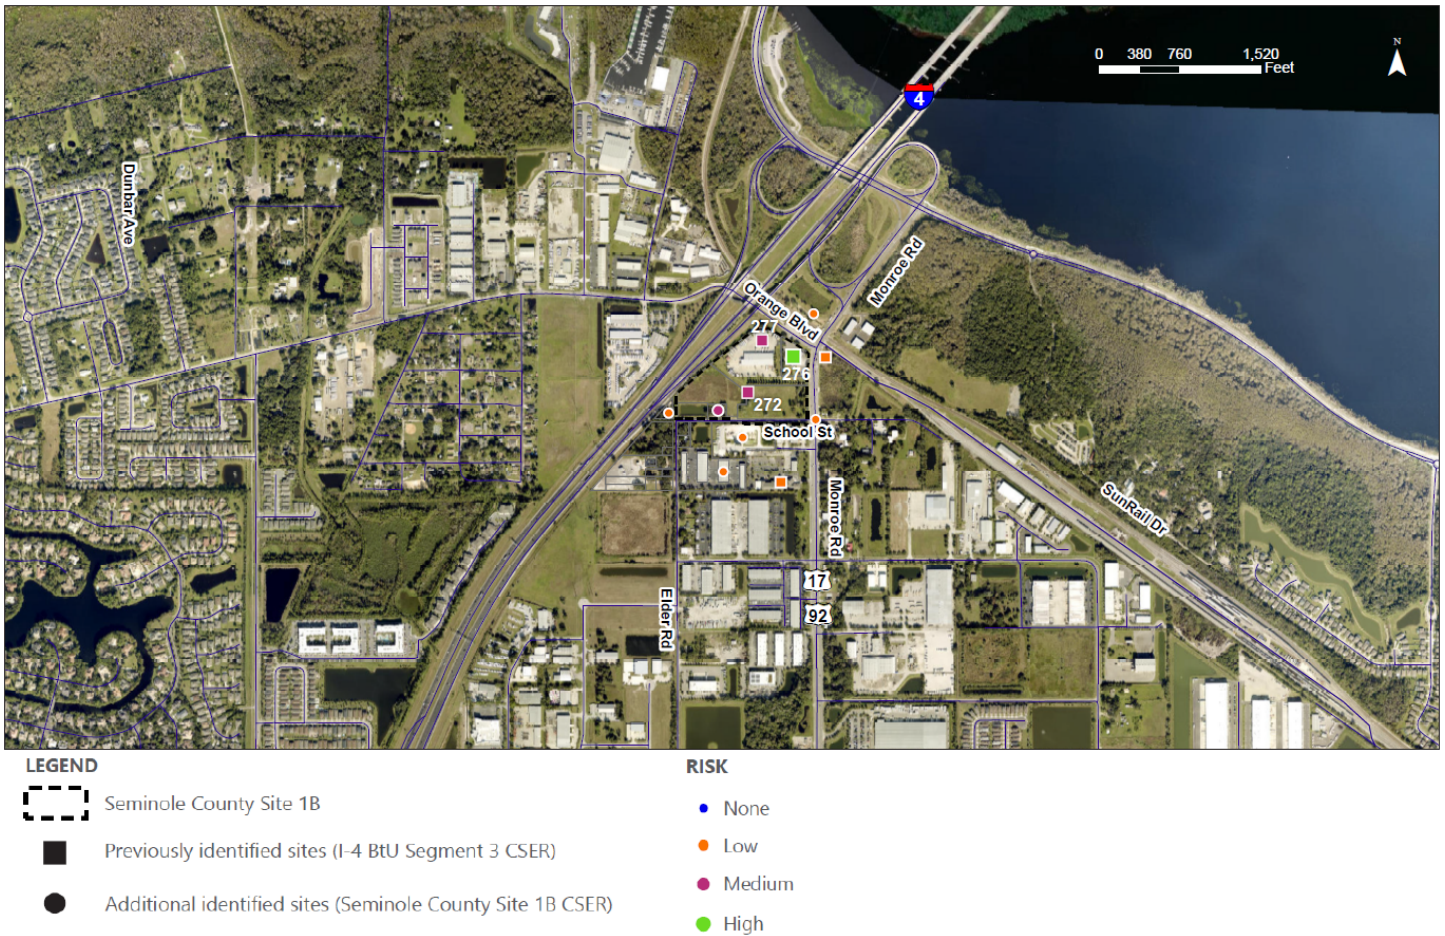 0 380 760 1,520
Feet
N
4
Dunbar Ave
Monroe Rd
Orange Blvd
277
276
272
School St
Monroe Rd
SunRail Dr
17
92
Elder Rd
LEGEND
Seminole County Site 1B
Previously identified sites (I-4 BtU Segment 3 CSER)
Additional identified sites (Seminole County Site 1B CSER)
RISK
None
Low
Medium
High